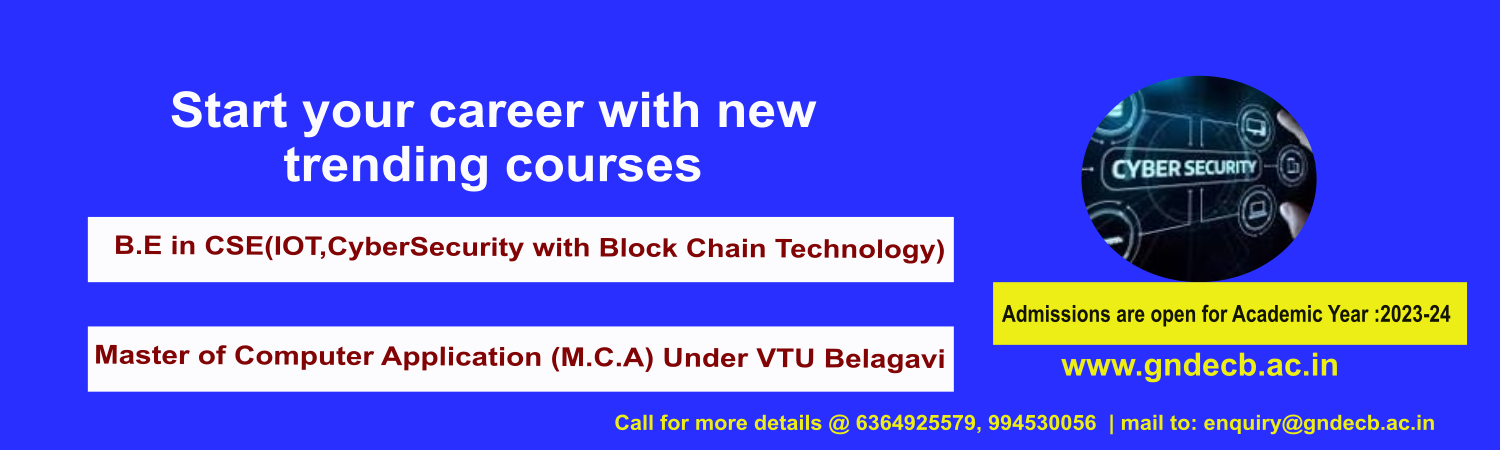 Start your career with new
trending courses
B.E in CSE(IOT,CyberSecurity with Block Chain Technology)
Master of Computer Application (M.C.A) Under VTU Belagavi
CYBER SECURITY
Admissions are open for Academic Year :2023-24
www.gndecb.ac.in
Call for more details @ 6364925579, 994530056 | mail to: enquiry@gndecb.ac.in